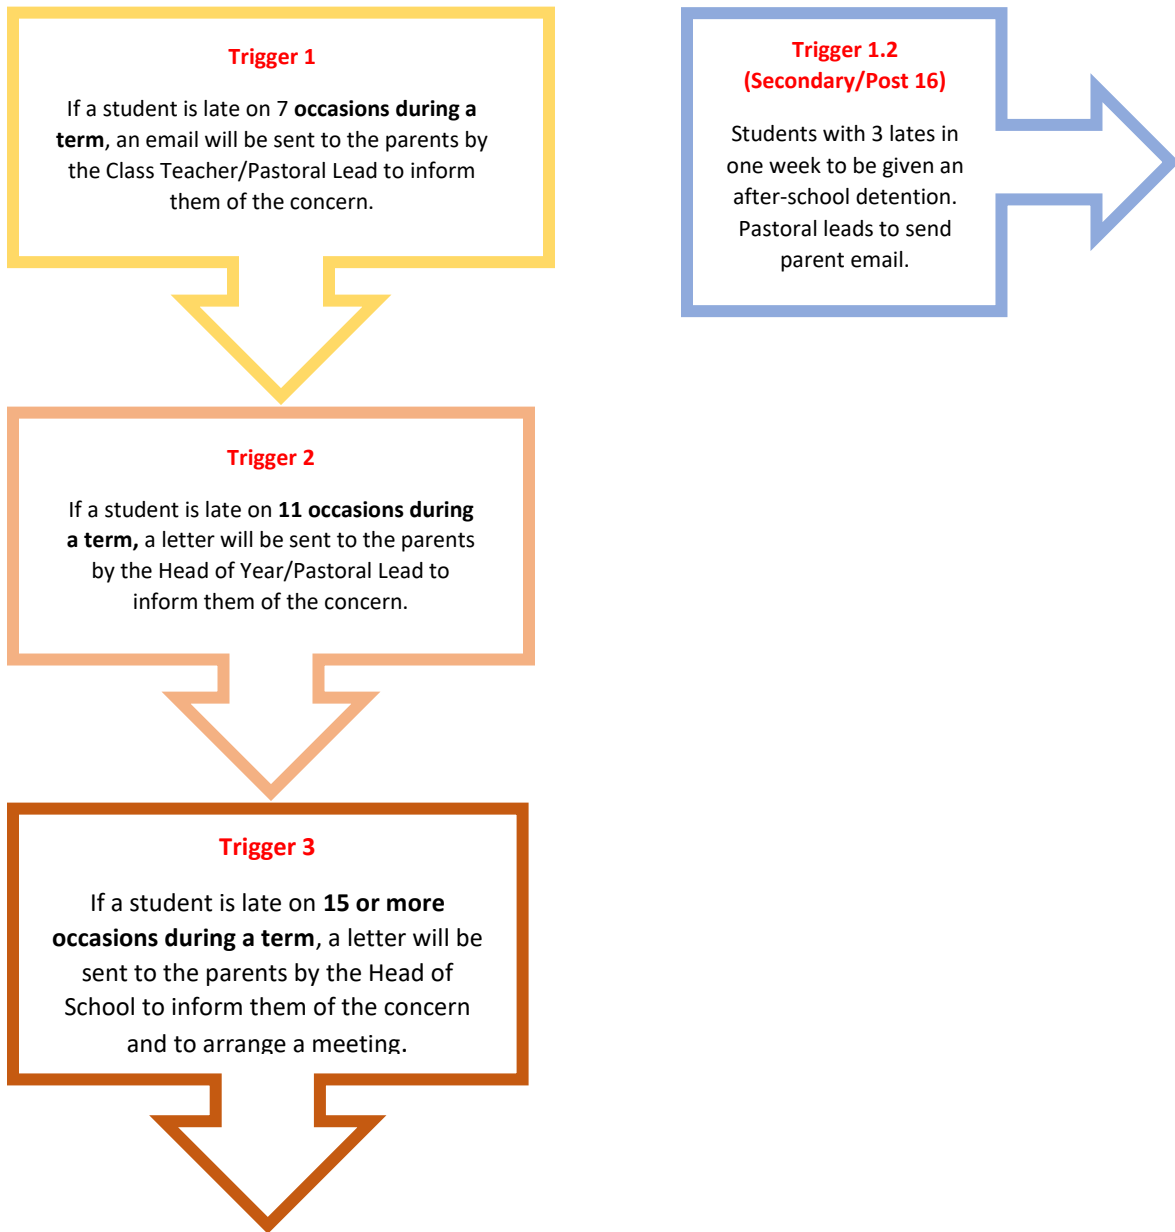 Trigger 1
If a student is late on 7 occasions during a
term, an email will be sent to the parents by
the Class Teacher/Pastoral Lead to inform
them of the concern.
Trigger 1.2
(Secondary/Post 16)
Students with 3 lates in
one week to be given an
after-school detention.
Pastoral leads to send
parent email.
Trigger 2
If a student is late on 11 occasions during
a term, a letter will be sent to the parents
by the Head of Year/Pastoral Lead to
inform them of the concern.
Trigger 3
If a student is late on 15 or more
occasions during a term, a letter will be
sent to the parents by the Head of
School to inform them of the concern
and to arrange a meeting.